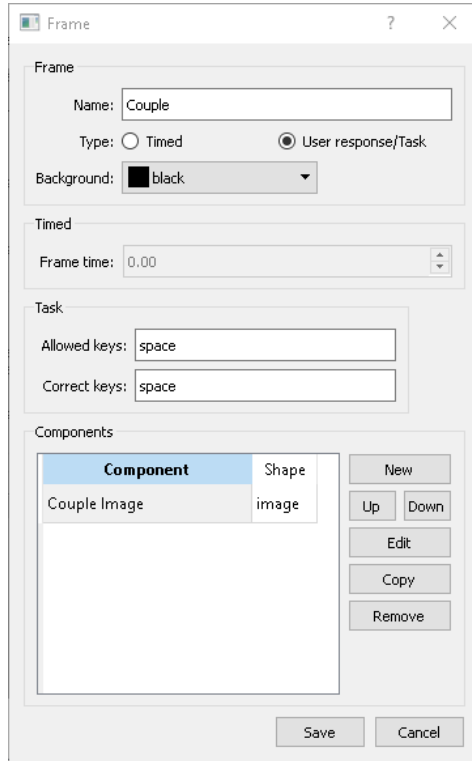 Frame
?
Frame
Name: Couple
Type: Timed User response/Task
Background: black
Timed
Frame time: 0.00
Task
Allowed keys: space
Correct keys: space
Components
Component Shape New
Couple Image image Up Down
Edit
Copy
Remove
Save Cancel